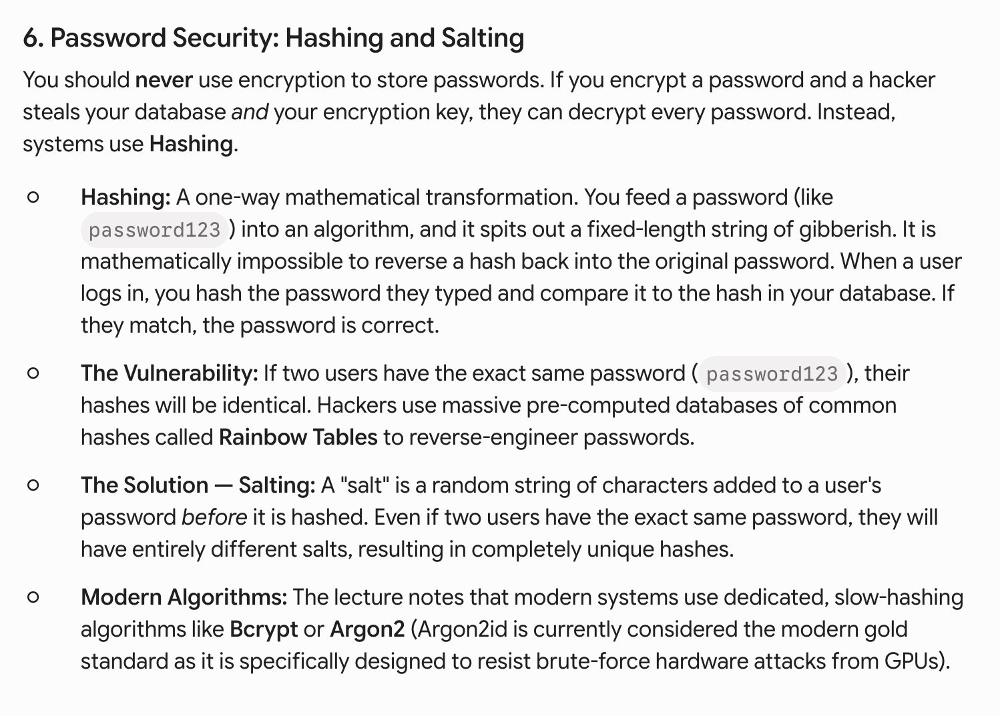 6. Password Security: Hashing and Salting
You should never use encryption to store passwords. If you encrypt a password and a hacker
steals your database and your encryption key, they can decrypt every password. Instead,
systems use Hashing.
Hashing: A one-way mathematical transformation. You feed a password (like
password123) into an algorithm, and it spits out a fixed-length string of gibberish. It is
mathematically impossible to reverse a hash back into the original password. When a user
logs in, you hash the password they typed and compare it to the hash in your database. If
they match, the password is correct.
The Vulnerability: If two users have the exact same password (password123), their
hashes will be identical. Hackers use massive pre-computed databases of common
hashes called Rainbow Tables to reverse-engineer passwords.
The Solution — Salting: A "salt" is a random string of characters added to a user's
password before it is hashed. Even if two users have the exact same password, they will
have entirely different salts, resulting in completely unique hashes.
Modern Algorithms: The lecture notes that modern systems use dedicated, slow-hashing
algorithms like Bcrypt or Argon2 (Argon2id is currently considered the modern gold
standard as it is specifically designed to resist brute-force hardware attacks from GPUs).